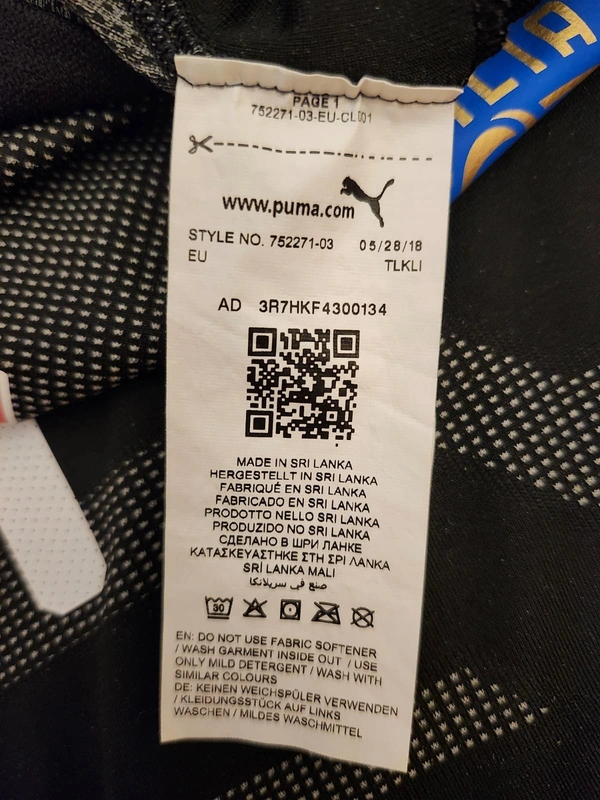 PAGE 1
752271-03-EU-CL001
www.puma.com
STYLE NO. 752271-03 05/28/18
EU TLKLI
AD 3R7HKF4300134
MADE IN SRI LANKA
HERGESTELLT IN SRI LANKA
FABRIQUÉ EN SRI LANKA
FABRICADO EN SRI LANKA
PRODOTTO NELLO SRI LANKA
PRODUZIDO NO SRI LANKA
СДЕЛАНО В ШРИ ЛАНКЕ
ΚΑΤΑΣΚΕΥΑΣΤΗΚΕ ΣΤΗ ΣΡΙ ΛΑΝΚΑ
SRİ LANKA MALI
صنع في سريلانكا
30
EN: DO NOT USE FABRIC SOFTENER
/ WASH GARMENT INSIDE OUT / USE
ONLY MILD DETERGENT / WASH WITH
SIMILAR COLOURS
DE: KEINEN WEICHSPÜLER VERWENDEN
/ KLEIDUNGSSTÜCK AUF LINKS
WASCHEN / MILDES WASCHMITTEL